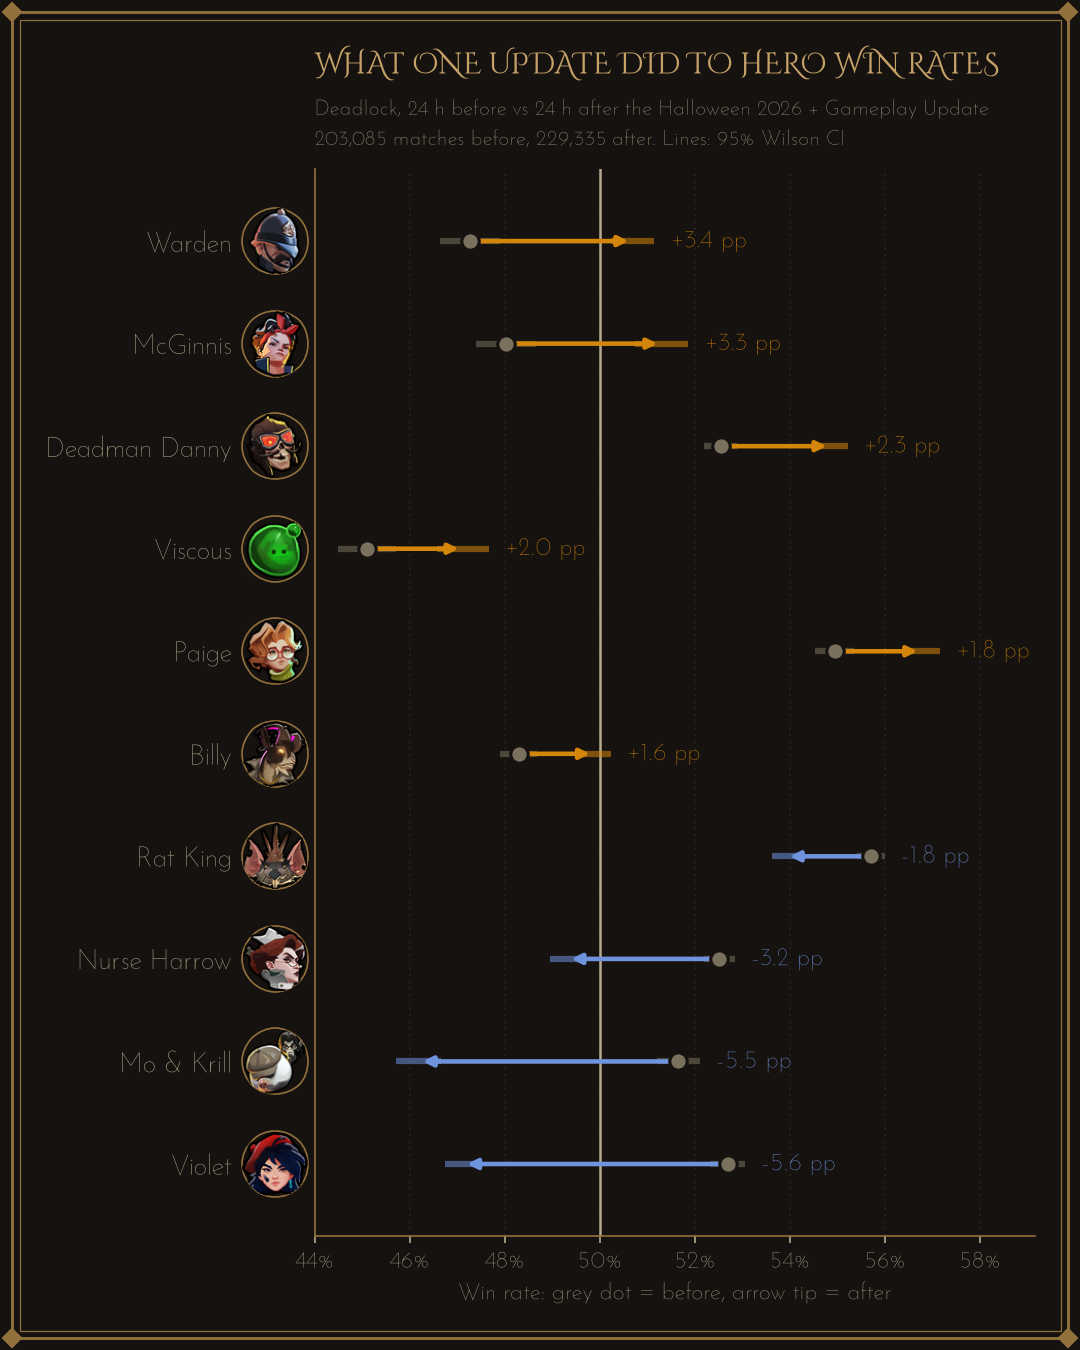 WHAT ONE UPDATE DID TO HERO WIN RATES
Deadlock, 24 h before vs 24 h after the Halloween 2026 + Gameplay Update
203,085 matches before, 229,335 after. Lines: 95% Wilson CI
Warden +3.4 pp
McGinnis +3.3 pp
Deadman Danny +2.3 pp
Viscous +2.0 pp
Paige +1.8 pp
Billy +1.6 pp
Rat King -1.8 pp
Nurse Harrow -3.2 pp
Mo & Krill -5.5 pp
Violet -5.6 pp
44% 46% 48% 50% 52% 54% 56% 58%
Win rate: grey dot = before, arrow tip = after